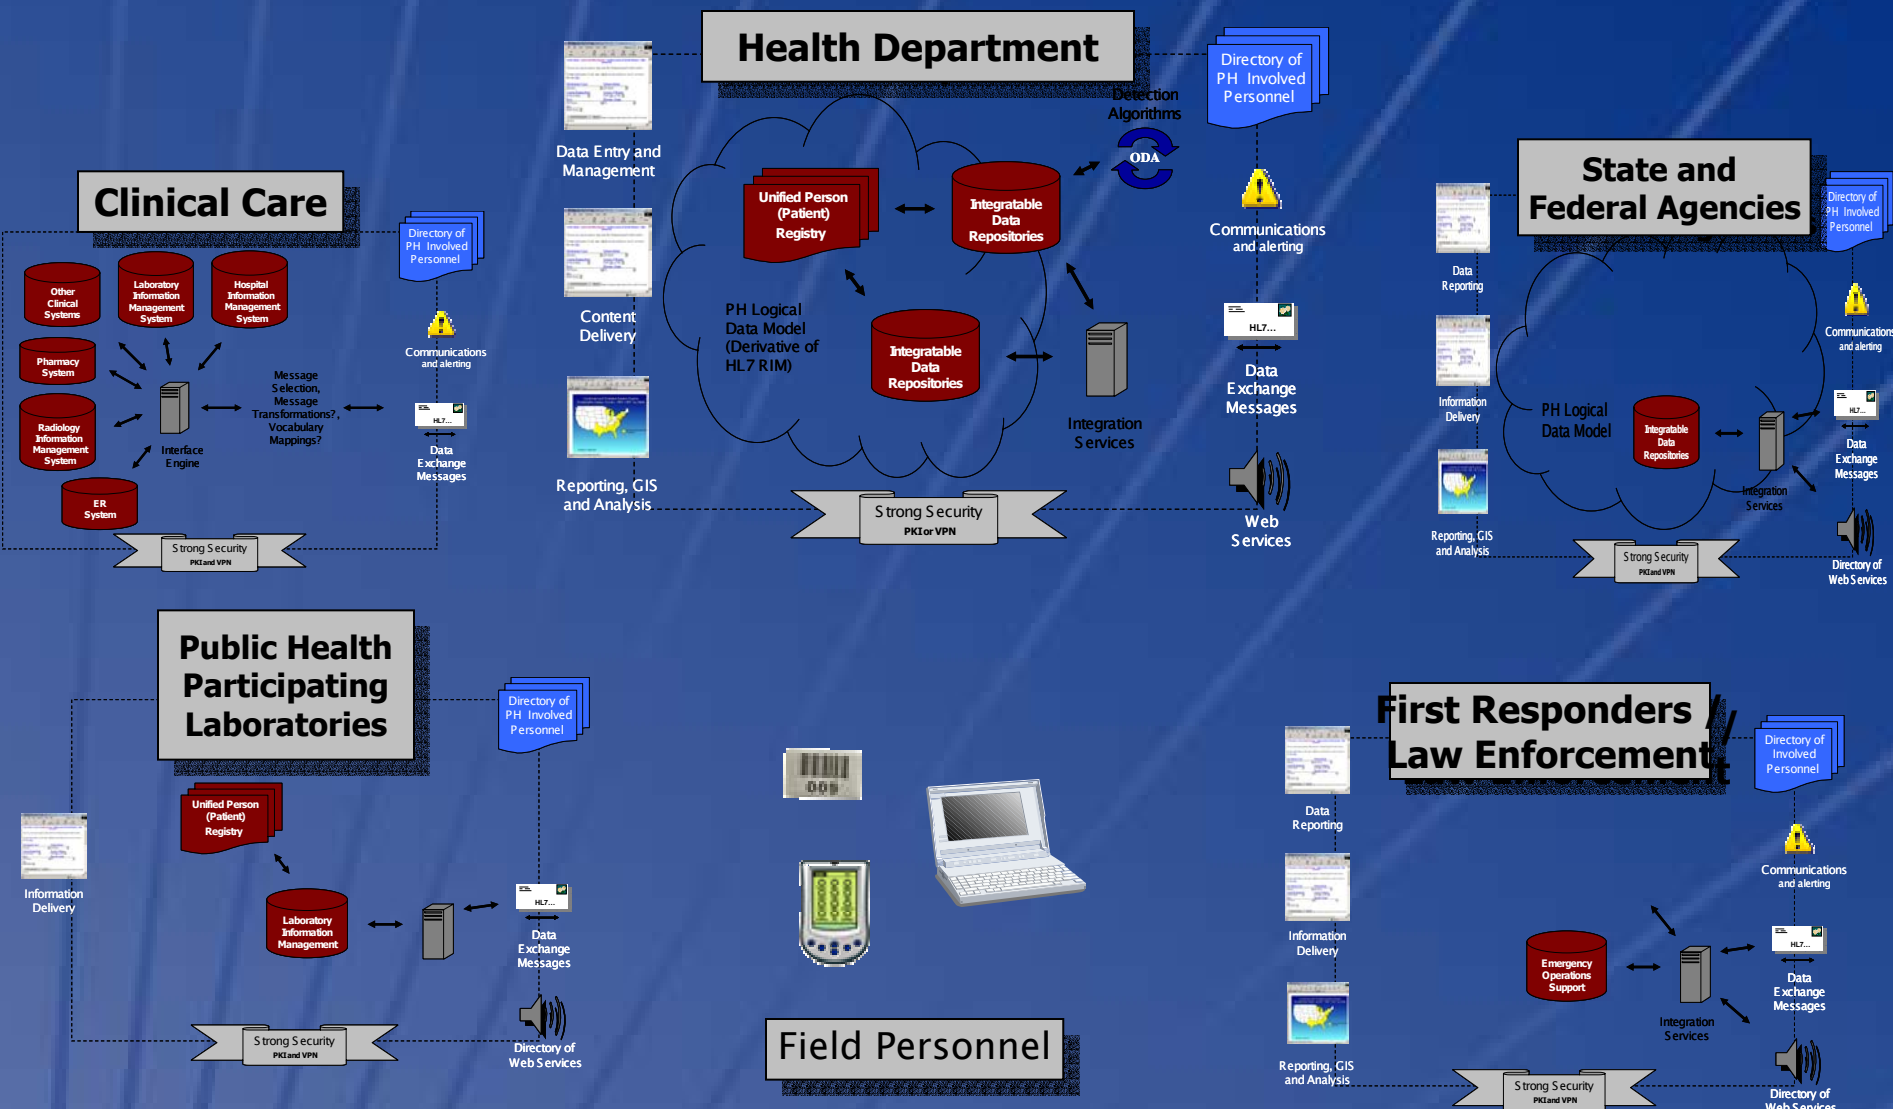 Health Department
Data Entry and
Management
Content
Delivery
Reporting, GIS
and Analysis
Unified Person
(Patient)
Registry
Integratable
Data
Repositories
Detection
Algorithms
ODA
PH Logical
Data Model
(Derivative of
HL7 RIM)
Integratable
Data
Repositories
Integration
Services
Directory of
PH Involved
Personnel
Communications
and alerting
HL7...
Data
Exchange
Messages
Web
Services
Strong Security
PKI or VPN
Clinical Care
Other
Clinical
Systems
Laboratory
Information
Management
System
Hospital
Information
Management
System
Pharmacy
System
Radiology
Information
Management
System
ER
System
Interface
Engine
Message
Selection,
Message
Transformations?,
Vocabulary
Mappings?
Directory of
PH Involved
Personnel
Communications
and alerting
HL7...
Data
Exchange
Messages
Strong Security
PKI and VPN
State and
Federal Agencies
Data
Reporting
Information
Delivery
Reporting, GIS
and Analysis
PH Logical
Data Model
Integratable
Data
Repositories
Integration
Services
Directory of
PH Involved
Personnel
Communications
and alerting
HL7...
Data
Exchange
Messages
Directory of
Web Services
Strong Security
PKI and VPN
Public Health
Participating
Laboratories
Information
Delivery
Unified Person
(Patient)
Registry
Laboratory
Information
Management
Directory of
PH Involved
Personnel
HL7...
Data
Exchange
Messages
Directory of
Web Services
Strong Security
PKI and VPN
005
Field Personnel
First Responders /
Law Enforcement
Data
Reporting
Information
Delivery
Reporting, GIS
and Analysis
Emergency
Operations
Support
Integration
Services
Directory of
Involved
Personnel
Communications
and alerting
HL7...
Data
Exchange
Messages
Directory of
Web Services
Strong Security
PKI and VPN